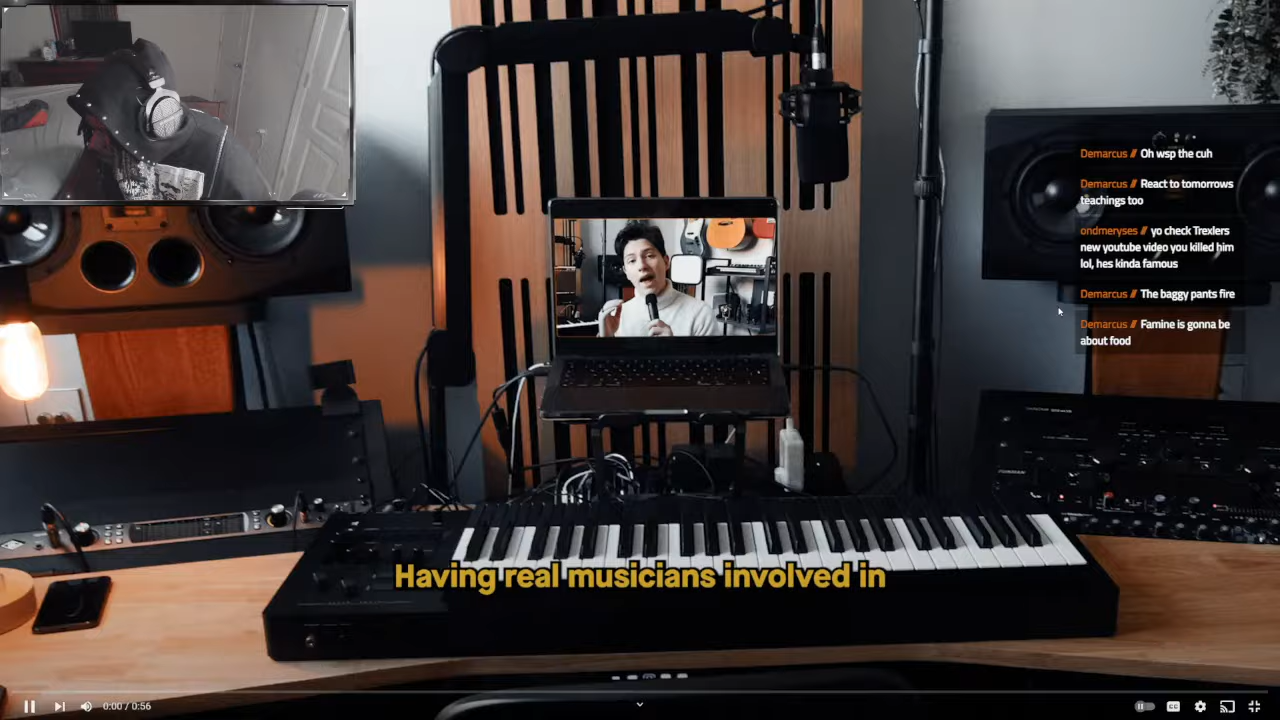 Demarcus // Oh wsp the cuh
Demarcus // React to tomorrows
teachings too
ondmeryses // yo check Trexlers
new youtube video you killed him
lol, hes kinda famous
Demarcus // The baggy pants fire
Demarcus // Famine is gonna be
about food
Having real musicians involved in
0:00 / 0:56